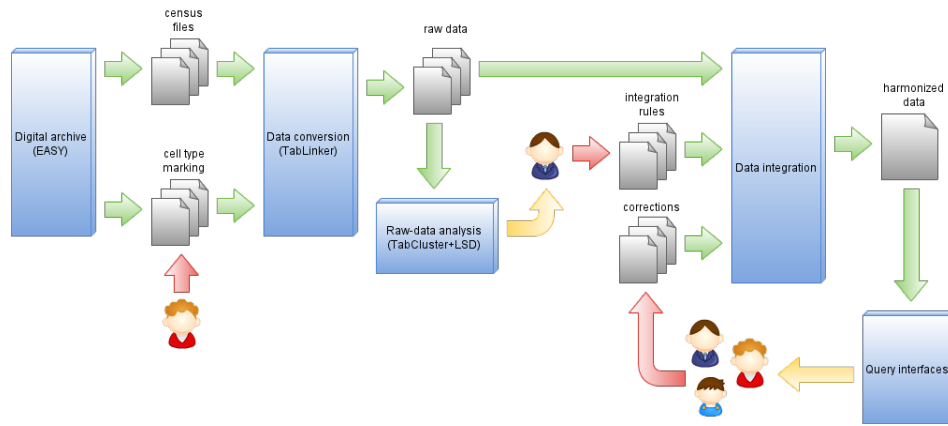 census
files
raw data
Digital archive
(EASY)
Data conversion
(TabLinker)
cell type
marking
integration
rules
harmonized
data
Data integration
Raw-data analysis
(TabCluster+LSD)
corrections
Query interfaces